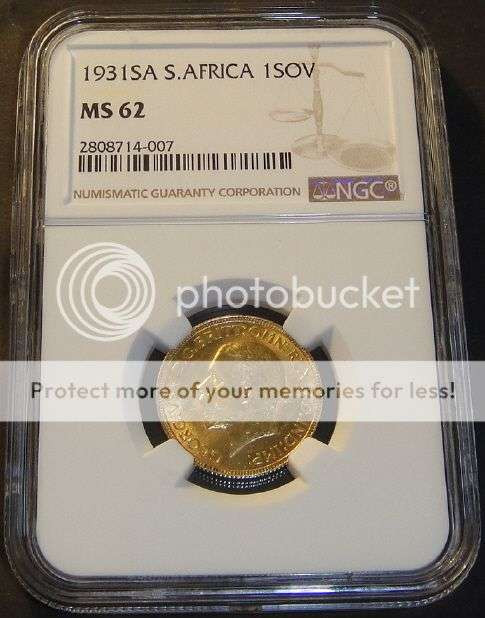 1931SA S.AFRICA 1SOV
MS 62
2808714-007
NUMISMATIC GUARANTY CORPORATION
NGC®
photobucket
Protect more of your memories for less!